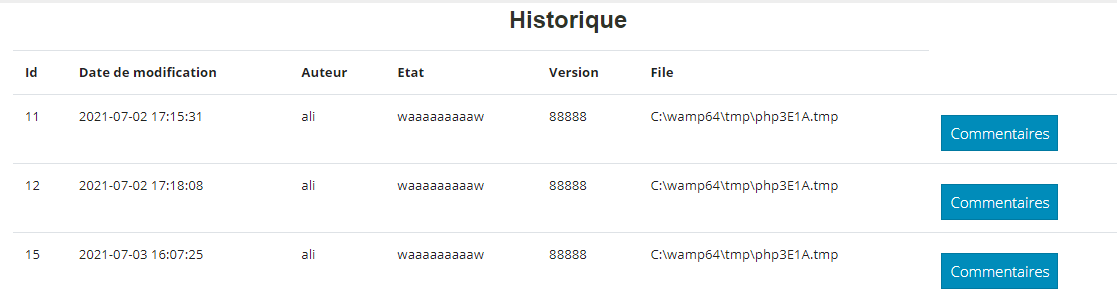 Historique
Id Date de modification Auteur Etat Version File
11 2021-07-02 17:15:31 ali waaaaaaaaaw 88888 C:\wamp64\tmp\php3E1A.tmp Commentaires
12 2021-07-02 17:18:08 ali waaaaaaaaaw 88888 C:\wamp64\tmp\php3E1A.tmp Commentaires
15 2021-07-03 16:07:25 ali waaaaaaaaaw 88888 C:\wamp64\tmp\php3E1A.tmp Commentaires